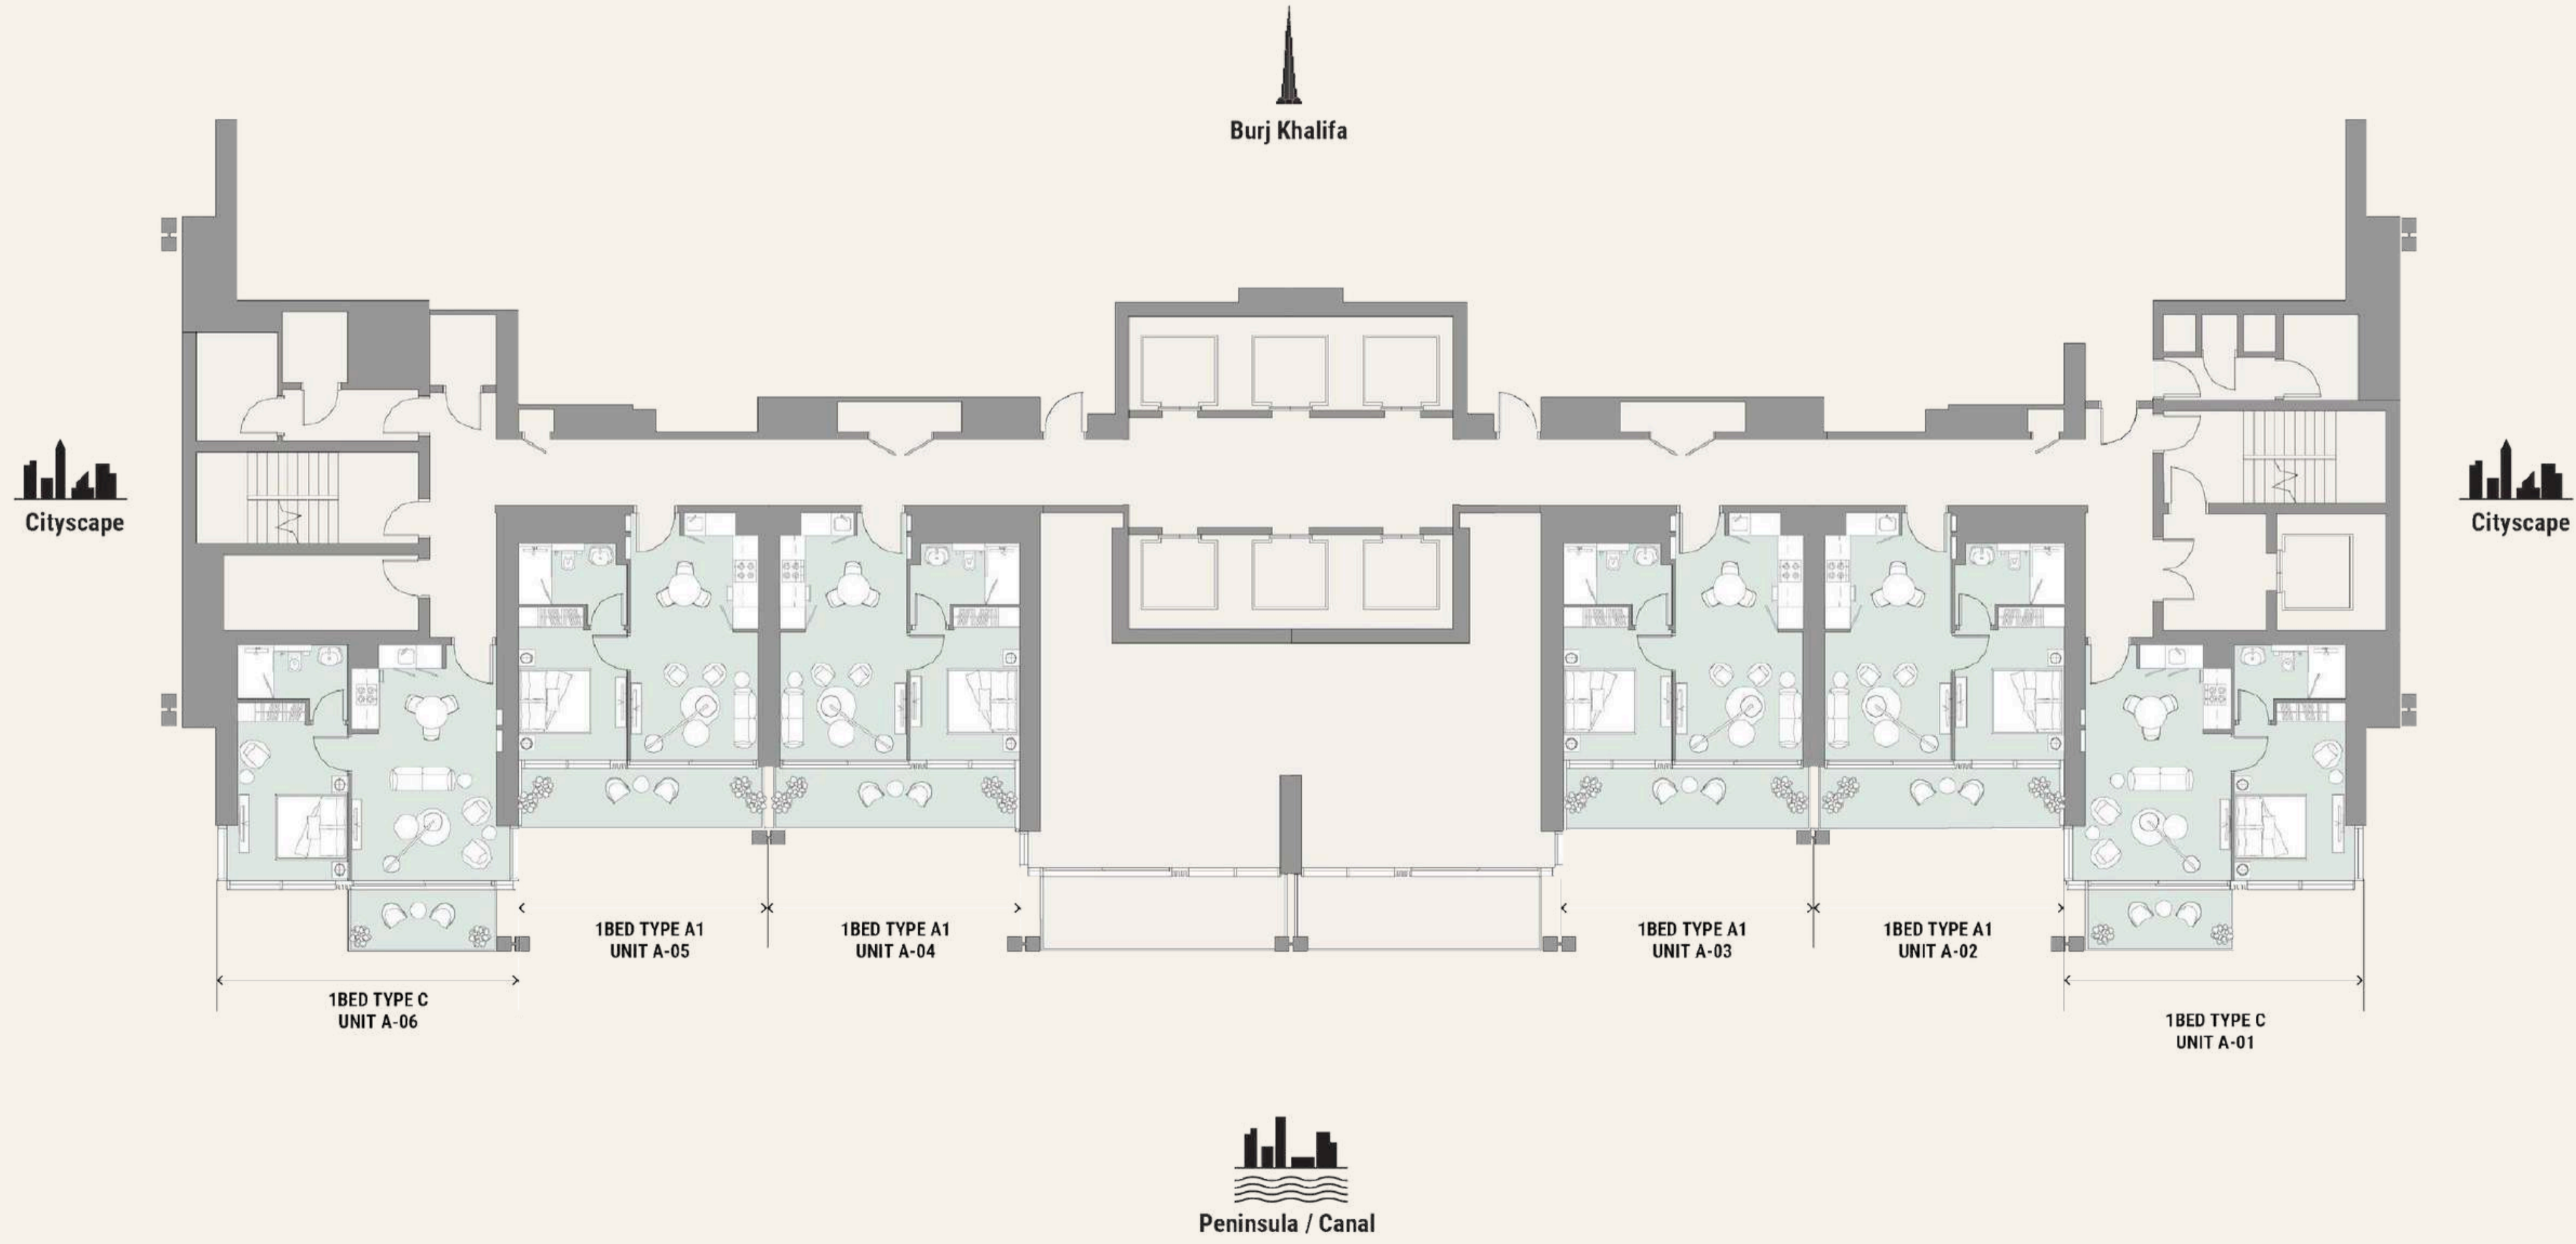 Burj Khalifa
Cityscape
Cityscape
1BED TYPE A1
UNIT A-05
1BED TYPE A1
UNIT A-04
1BED TYPE A1
UNIT A-03
1BED TYPE A1
UNIT A-02
1BED TYPE C
UNIT A-06
1BED TYPE C
UNIT A-01
Peninsula / Canal